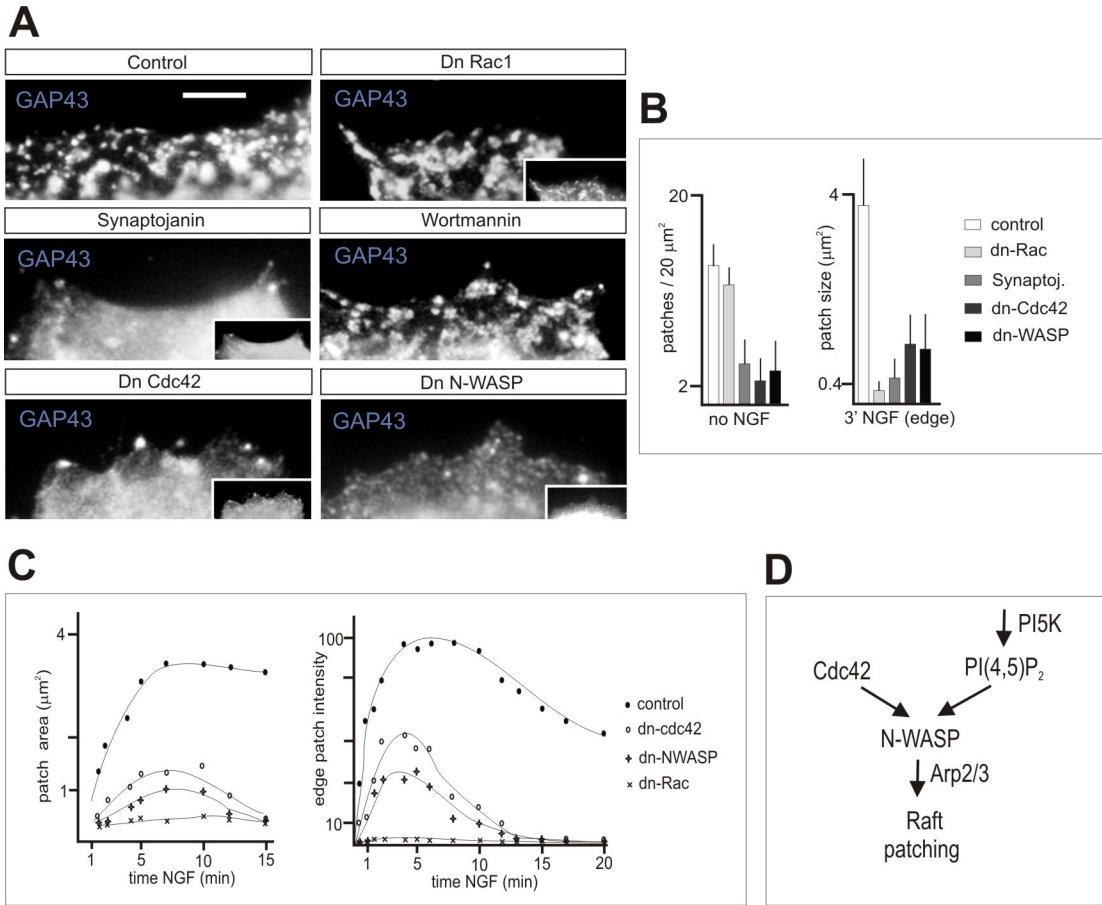 A
Control
Dn Rac1
GAP43
GAP43
Synaptojanin
Wortmannin
GAP43
GAP43
Dn Cdc42
Dn N-WASP
GAP43
GAP43
B
20
patches / 20 μm²
2
no NGF
4
patch size (μm²)
0.4
3' NGF (edge)
control
dn-Rac
Synaptoj.
dn-Cdc42
dn-WASP
C
4
patch area (μm²)
1
1 5 10 15
time NGF (min)
100
edge patch intensity
10
1 5 10 15 20
time NGF (min)
control
dn-cdc42
dn-NWASP
dn-Rac
D
PI5K
Cdc42
PI(4,5)P₂
N-WASP
Arp2/3
Raft
patching